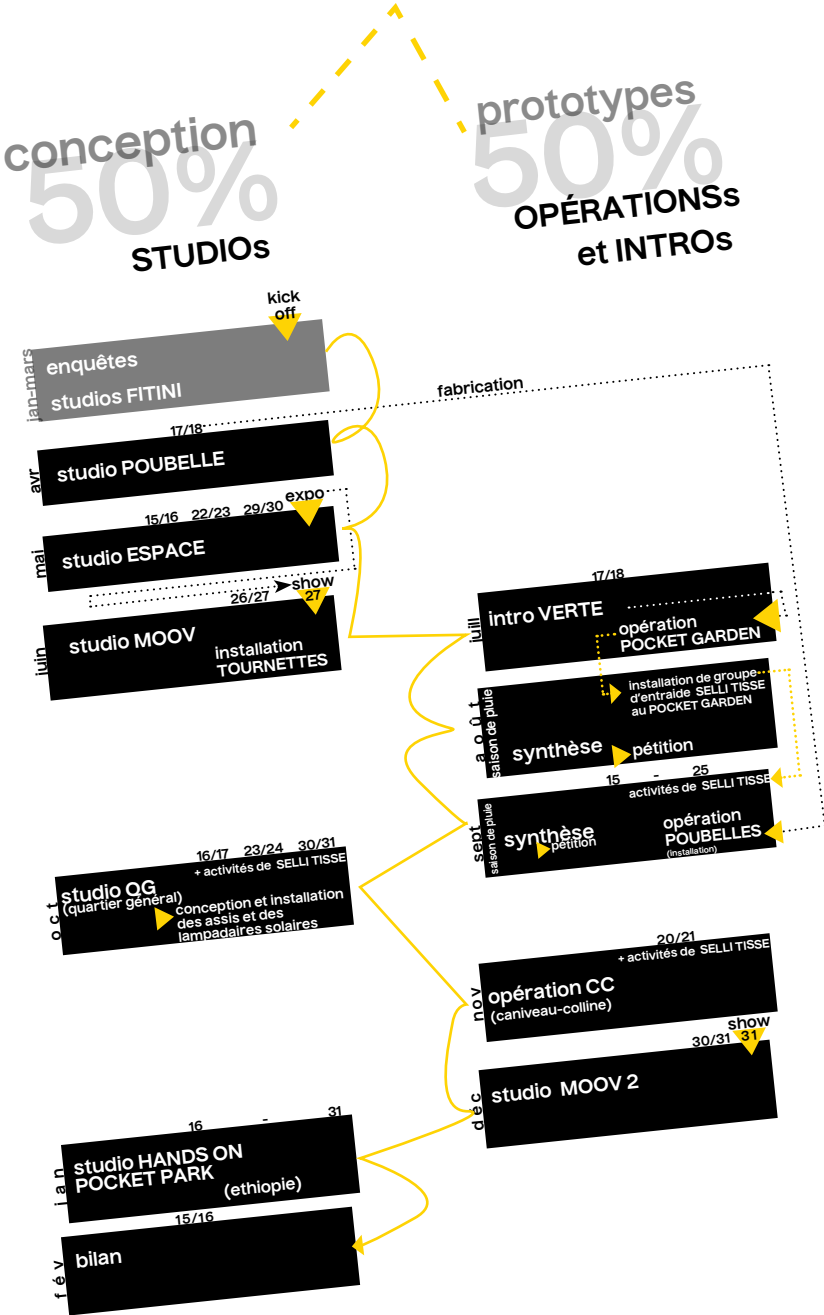 conception
50%
STUDIOs
prototypes
50%
OPÉRATIONSs
et INTROs
kick
off
jan-mars
enquêtes
studios FITINI
fabrication
17/18
avr
studio POUBELLE
15/16 22/23 29/30 expo
mai
studio ESPACE
26/27 show
27
juin
studio MOOV
installation
TOURNETTES
17/18
juill
intro VERTE
opération
POCKET GARDEN
août
saison de pluie
installation de groupe
d'entraide SELLI TISSE
au POCKET GARDEN
synthèse
pétition
15 - 25
activités de SELLI TISSE
sept
saison de pluie
synthèse
pétition
opération
POUBELLES
(installation)
16/17 23/24 30/31
+ activités de SELLI TISSE
oct
studio QG
(quartier général)
conception et installation
des assis et des
lampadaires solaires
20/21
+ activités de SELLI TISSE
nov
opération CC
(caniveau-colline)
show
30/31 31
déc
studio MOOV 2
16 - 31
jan
studio HANDS ON
POCKET PARK
(ethiopie)
15/16
fév
bilan